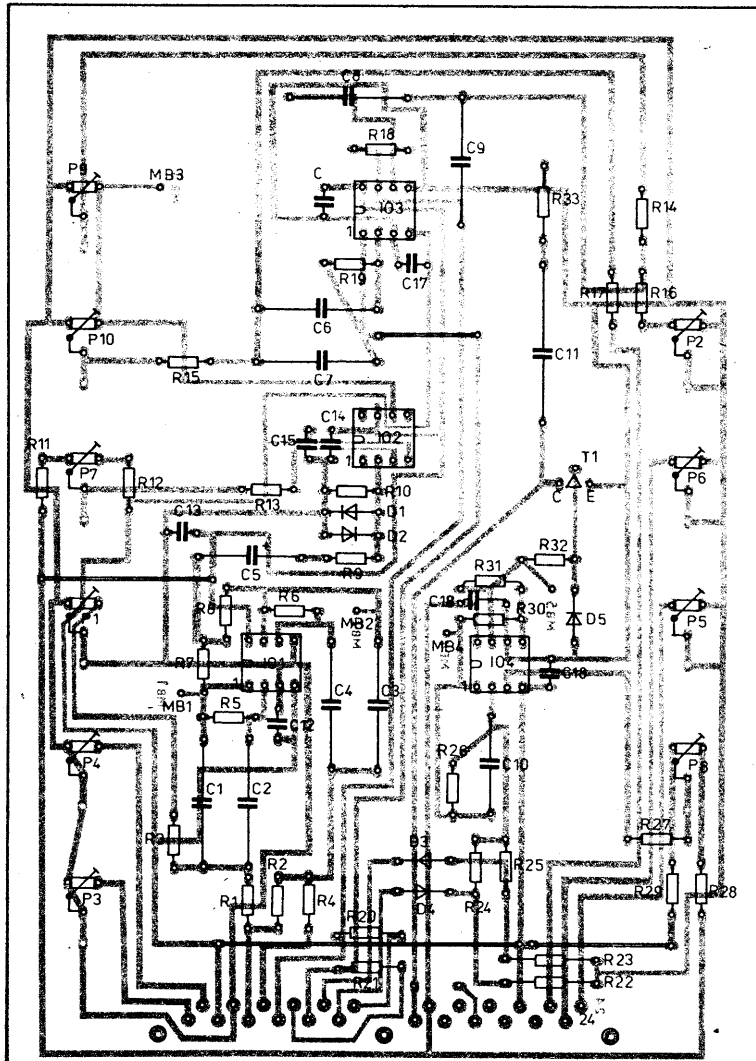 C8
R18
C9
P9
MB3
C
R33
R14
IO3
1
R19
C17
R17
R16
C6
P10
P2
C11
C7
R15
C14
R11
C15
IO2
T1
P7
R12
1
P6
R13
R10
C
E
C13
D1
D2
C5
R9
R32
R31
R8
R6
MB2
C19
R30
D5
P5
1
MB4
IO4
R7
IO1
MB1
1
1
C18
R5
C12
C4
C3
P4
R26
P8
C1
C2
C10
R3
R27
D3
P3
R2
R25
R1
R4
D4
R24
R29
R28
R20
R23
R21
R22
24